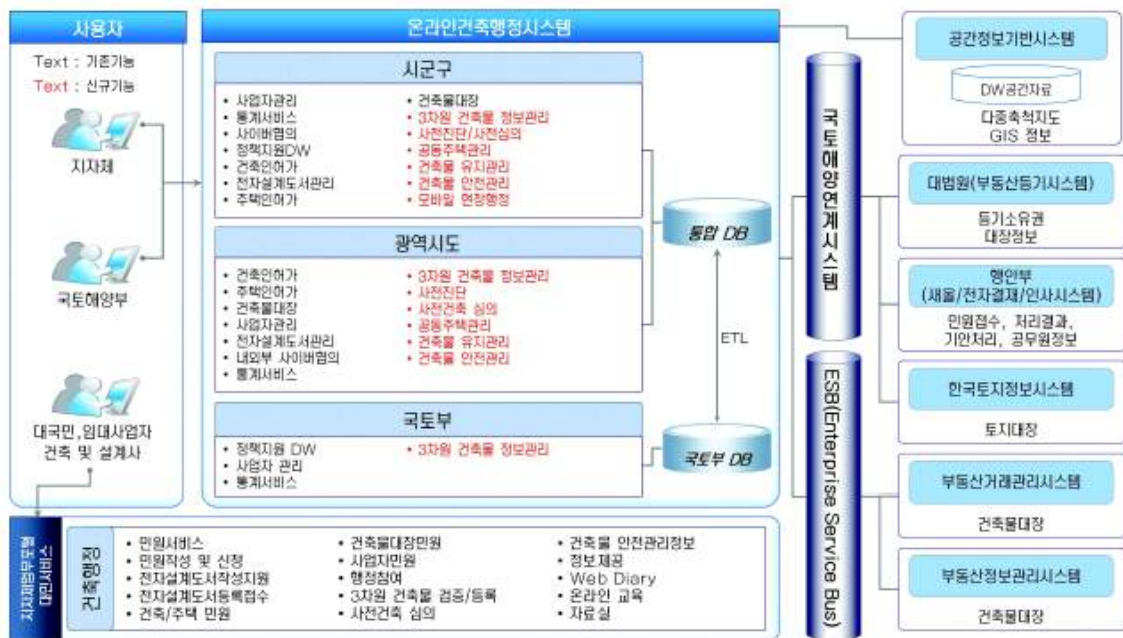 사용자
Text : 기존기능
Text : 신규기능
지자체
국토해양부
대국민,임대사업자
건축 및 설계사
온라인건축행정시스템
시군구
• 사업자관리
• 통계서비스
• 사이버협의
• 정책지원DW
• 건축인허가
• 전자설계도서관리
• 주택인허가
• 건축물대장
• 3차원 건축물 정보관리
• 사전진단/사전심의
• 공동주택관리
• 건축물 유지관리
• 건축물 안전관리
• 모바일 현장행정
광역시도
• 건축인허가
• 주택인허가
• 건축물대장
• 사업자관리
• 전자설계도서관리
• 내외부 사이버협의
• 통계서비스
• 3차원 건축물 정보관리
• 사전진단
• 사전건축 심의
• 공동주택관리
• 건축물 유지관리
• 건축물 안전관리
국토부
• 정책지원 DW
• 사업자 관리
• 통계서비스
• 3차원 건축물 정보관리
통합 DB
ETL
국토부 DB
국토해양연계시스템
ESB(Enterprise Service Bus)
공간정보기반시스템
DW공간자료
다중축척지도
GIS 정보
대법원(부동산등기시스템)
등기소유권
대장정보
행안부
(새올/전자결재/인사시스템)
민원접수, 처리결과,
기안처리, 공무원정보
한국토지정보시스템
토지대장
부동산거래관리시스템
건축물대장
부동산정보관리시스템
건축물대장
대민서비스
건축행정
• 민원서비스
• 민원작성 및 신청
• 전자설계도서작성지원
• 전자설계도서등록접수
• 건축/주택 민원
• 건축물대장민원
• 사업자민원
• 행정참여
• 3차원 건축물 검증/등록
• 사전건축 심의
• 건축물 안전관리정보
• 정보제공
• Web Diary
• 온라인 교육
• 자료실